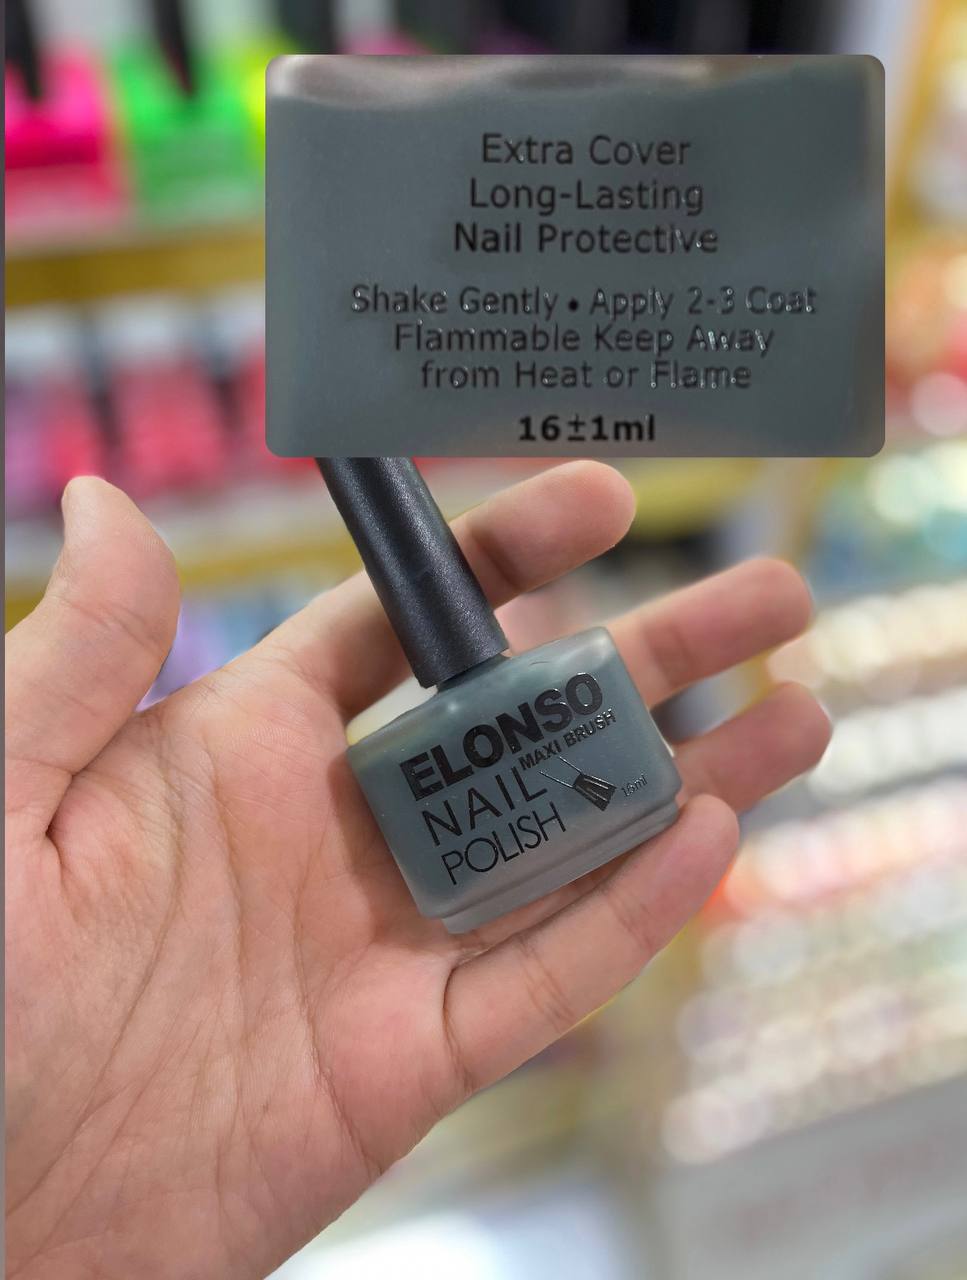 Extra Cover
Long-Lasting
Nail Protective
Shake Gently • Apply 2-3 Coat
Flammable Keep Away
from Heat or Flame
16±1ml
ELONSO
MAXI BRUSH
NAIL
16ml
POLISH